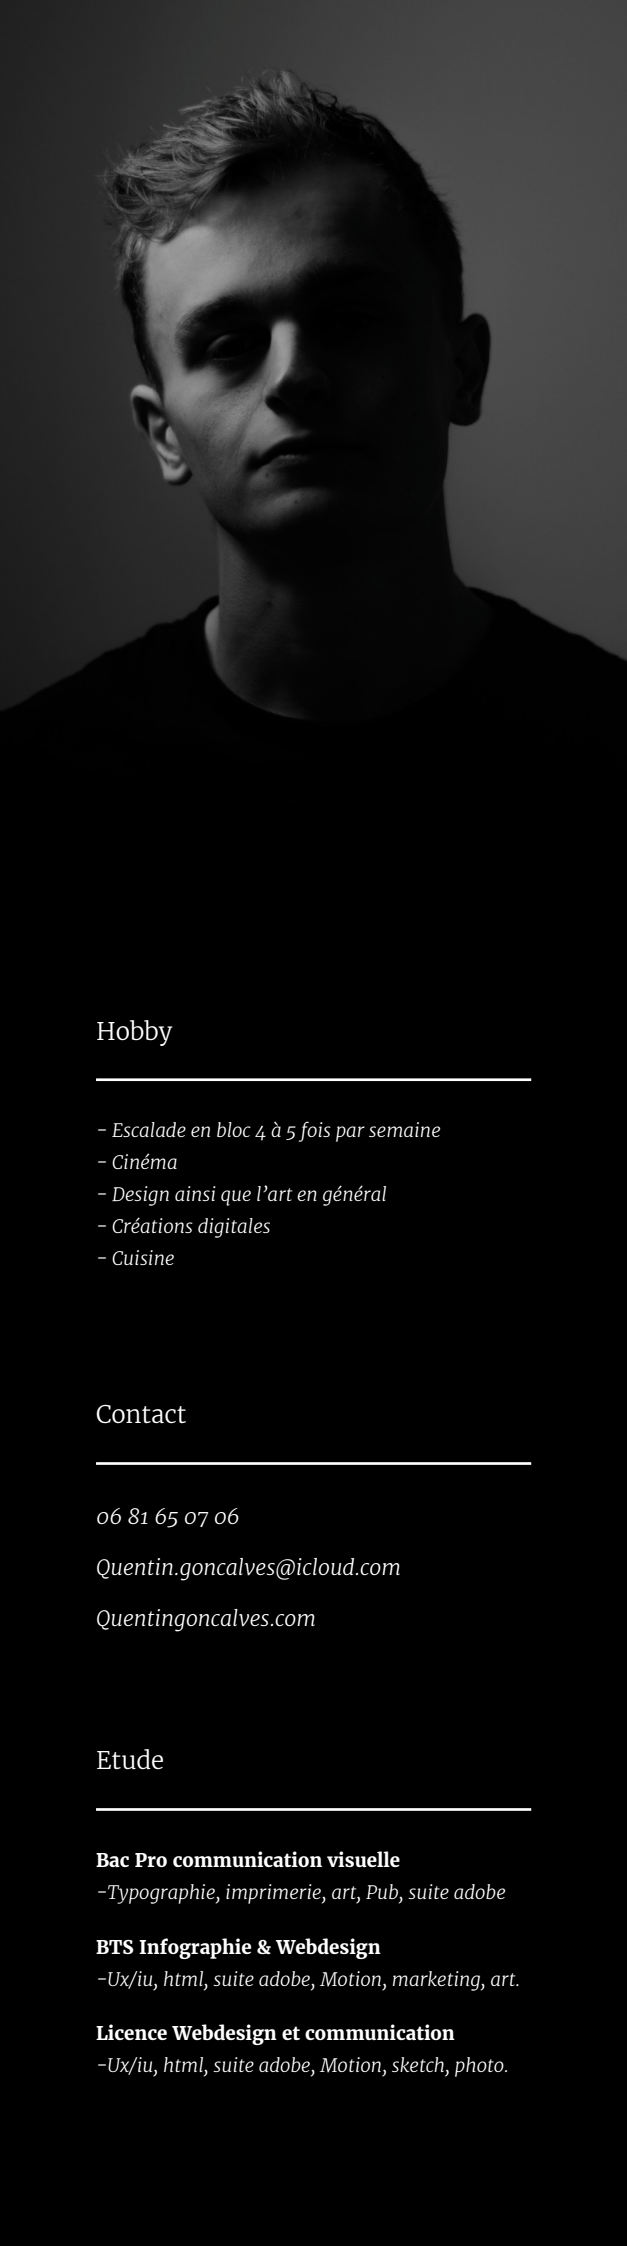 Hobby
- Escalade en bloc 4 à 5 fois par semaine
- Cinéma
- Design ainsi que l’art en général
- Créations digitales
- Cuisine
Contact
06 81 65 07 06
Quentin.goncalves@icloud.com
Quentingoncalves.com
Etude
Bac Pro communication visuelle
-Typographie, imprimerie, art, Pub, suite adobe
BTS Infographie & Webdesign
-Ux/iu, html, suite adobe, Motion, marketing, art.
Licence Webdesign et communication
-Ux/iu, html, suite adobe, Motion, sketch, photo.